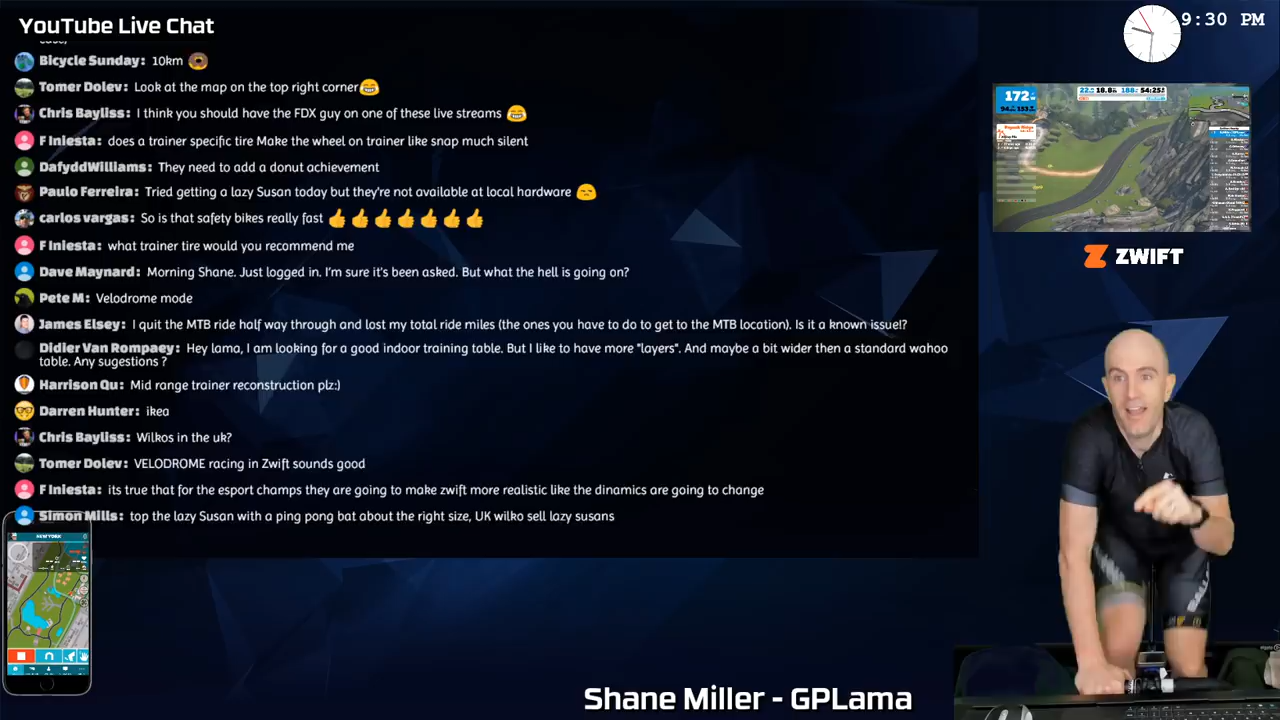 YouTube Live Chat
9:30 PM
Bicycle Sunday: 10km 🍩
Tomer Dolev: Look at the map on the top right corner😂
Chris Bayliss: I think you should have the FDX guy on one of these live streams 😂
F Iniesta: does a trainer specific tire Make the wheel on trainer like snap much silent
DafyddWilliams: They need to add a donut achievement
Paulo Ferreira: Tried getting a lazy Susan today but they're not available at local hardware 😞
carlos vargas: So is that safety bikes really fast 👍👍👍👍👍👍👍
F Iniesta: what trainer tire would you recommend me
Dave Maynard: Morning Shane. Just logged in. I'm sure it's been asked. But what the hell is going on?
Pete M: Velodrome mode
James Elsey: I quit the MTB ride half way through and lost my total ride miles (the ones you have to do to get to the MTB location). Is it a known issue!?
Didier Van Rompaey: Hey lama, I am looking for a good indoor training table. But I like to have more "layers". And maybe a bit wider then a standard wahoo
table. Any sugestions ?
Harrison Qu: Mid range trainer reconstruction plz:)
Darren Hunter: ikea
Chris Bayliss: Wilkos in the uk?
Tomer Dolev: VELODROME racing in Zwift sounds good
F Iniesta: its true that for the esport champs they are going to make zwift more realistic like the dinamics are going to change
Simon Mills: top the lazy Susan with a ping pong bat about the right size, UK wilko sell lazy susans
172
18.8
188
54:25
ZWIFT
NEW YORK
Shane Miller - GPLama